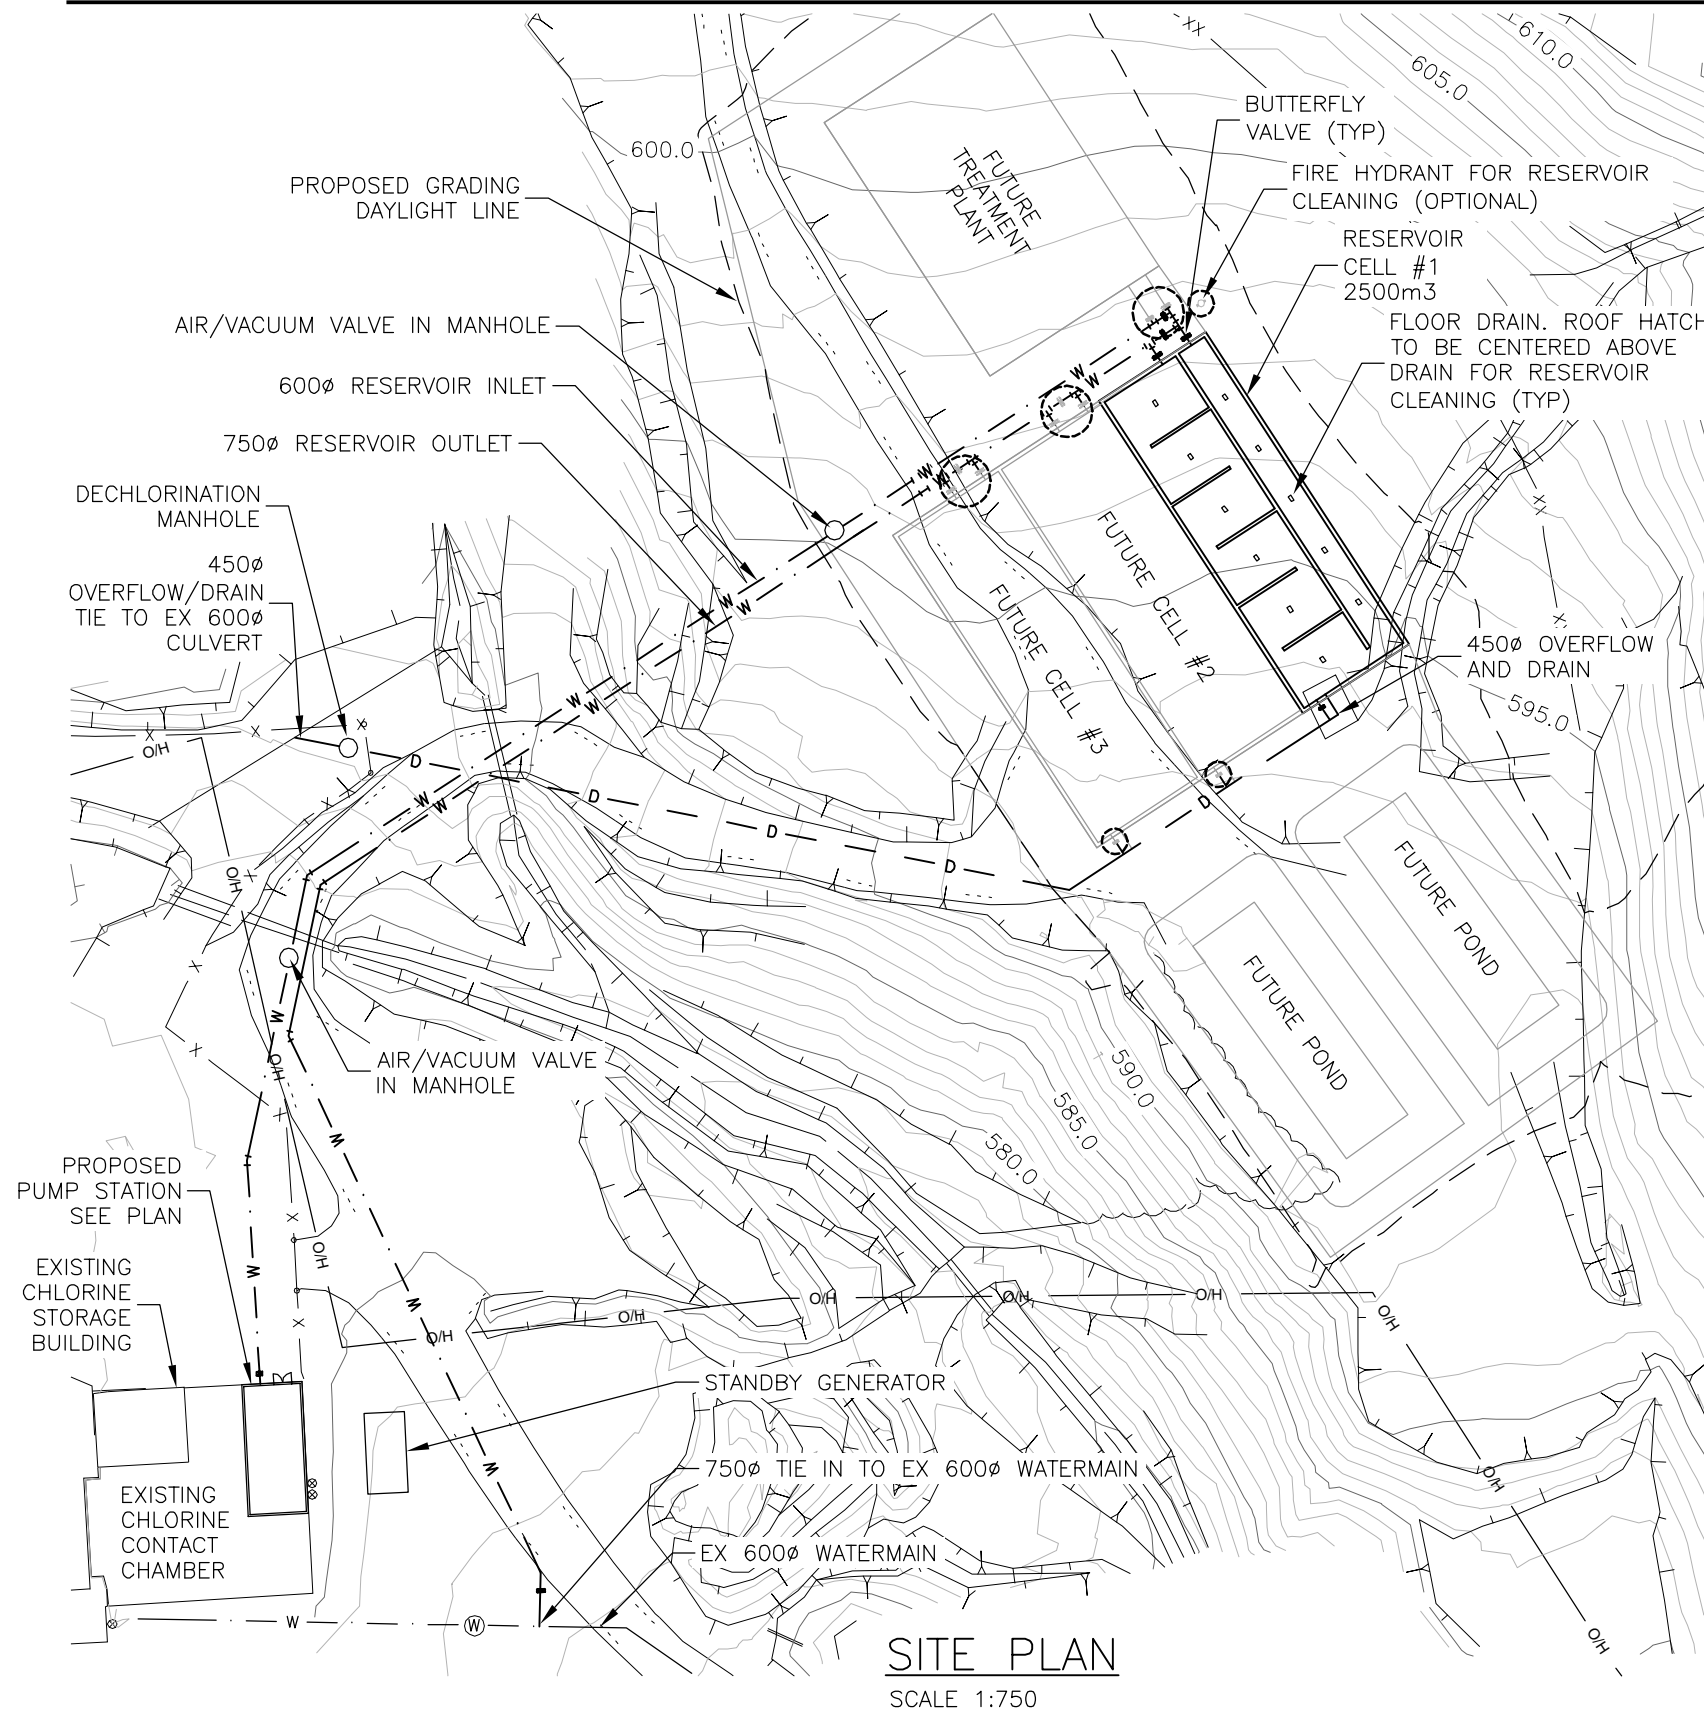 XX
610.0
605.0
BUTTERFLY
VALVE (TYP)
600.0
FUTURE
TREATMENT
PLANT
FIRE HYDRANT FOR RESERVOIR
CLEANING (OPTIONAL)
PROPOSED GRADING
DAYLIGHT LINE
RESERVOIR
CELL #1
2500m3
AIR/VACUUM VALVE IN MANHOLE
FLOOR DRAIN. ROOF HATCH
TO BE CENTERED ABOVE
DRAIN FOR RESERVOIR
CLEANING (TYP)
600ø RESERVOIR INLET
W
W
750ø RESERVOIR OUTLET
W
W
DECHLORINATION
MANHOLE
XX
FUTURE CELL #2
450ø
OVERFLOW/DRAIN
TIE TO EX 600ø
CULVERT
W
W
FUTURE CELL #3
XX
450ø OVERFLOW
AND DRAIN
595.0
W
W
X
X
X
O/H
D
D
D
D
D
W
W
FUTURE POND
FUTURE POND
O/H
X
X
X
W
O/H
AIR/VACUUM VALVE
IN MANHOLE
590.0
585.0
580.0
X
W
PROPOSED
PUMP STATION
SEE PLAN
X
O/H
W
EXISTING
CHLORINE
STORAGE
BUILDING
X
W
O/H
O/H
O/H
O/H
O/H
O/H
STANDBY GENERATOR
W
750ø TIE IN TO EX 600ø WATERMAIN
O/H
EXISTING
CHLORINE
CONTACT
CHAMBER
EX 600ø WATERMAIN
W
W
O/H
SITE PLAN
SCALE 1:750